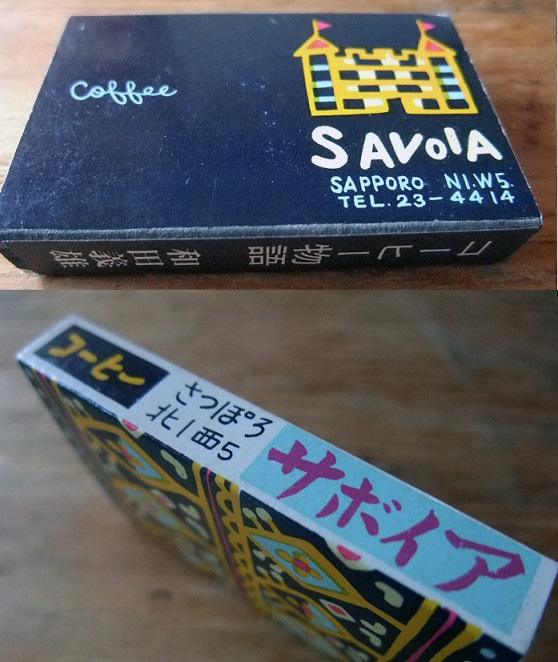 Coffee
SAVOIA
SAPPORO N1.W5.
TEL.23-4414
コーヒー物語 和田義雄
コーヒー
さっぽろ
北1西5
サボイア